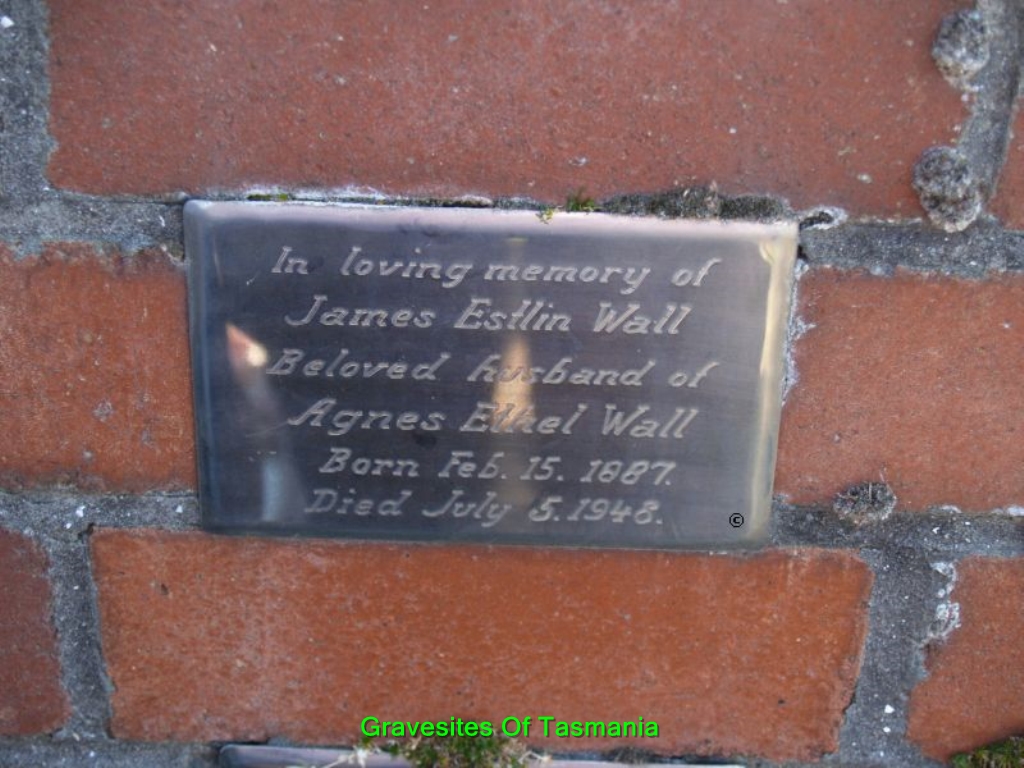 In loving memory of
James Estlin Wall
Beloved husband of
Agnes Ethel Wall
Born Feb. 15. 1887.
Died July 5. 1948.
©
Gravesites Of Tasmania